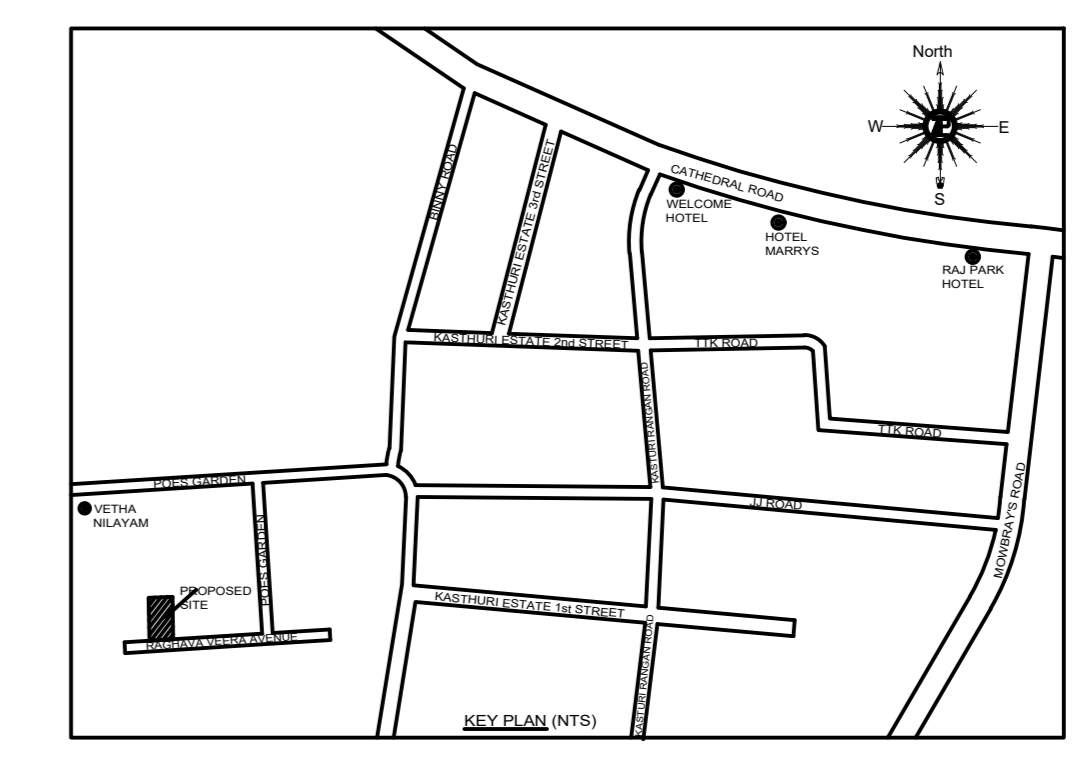 North
W
E
S
CATHEDRAL ROAD
WELCOME
HOTEL
HOTEL
MARRYS
RAJ PARK
HOTEL
BINNY ROAD
KASTHURI ESTATE 3rd STREET
KASTHURI ESTATE 2nd STREET
TTK ROAD
TTK ROAD
KASTURI RANGAN ROAD
POES GARDEN
VETHA
NILAYAM
POES GARDEN
JJ ROAD
MOWBRAY'S ROAD
PROPOSED
SITE
RAGHAVA VEERA AVENUE
KASTHURI ESTATE 1st STREET
KASTURI RANGAN ROAD
KEY PLAN (NTS)